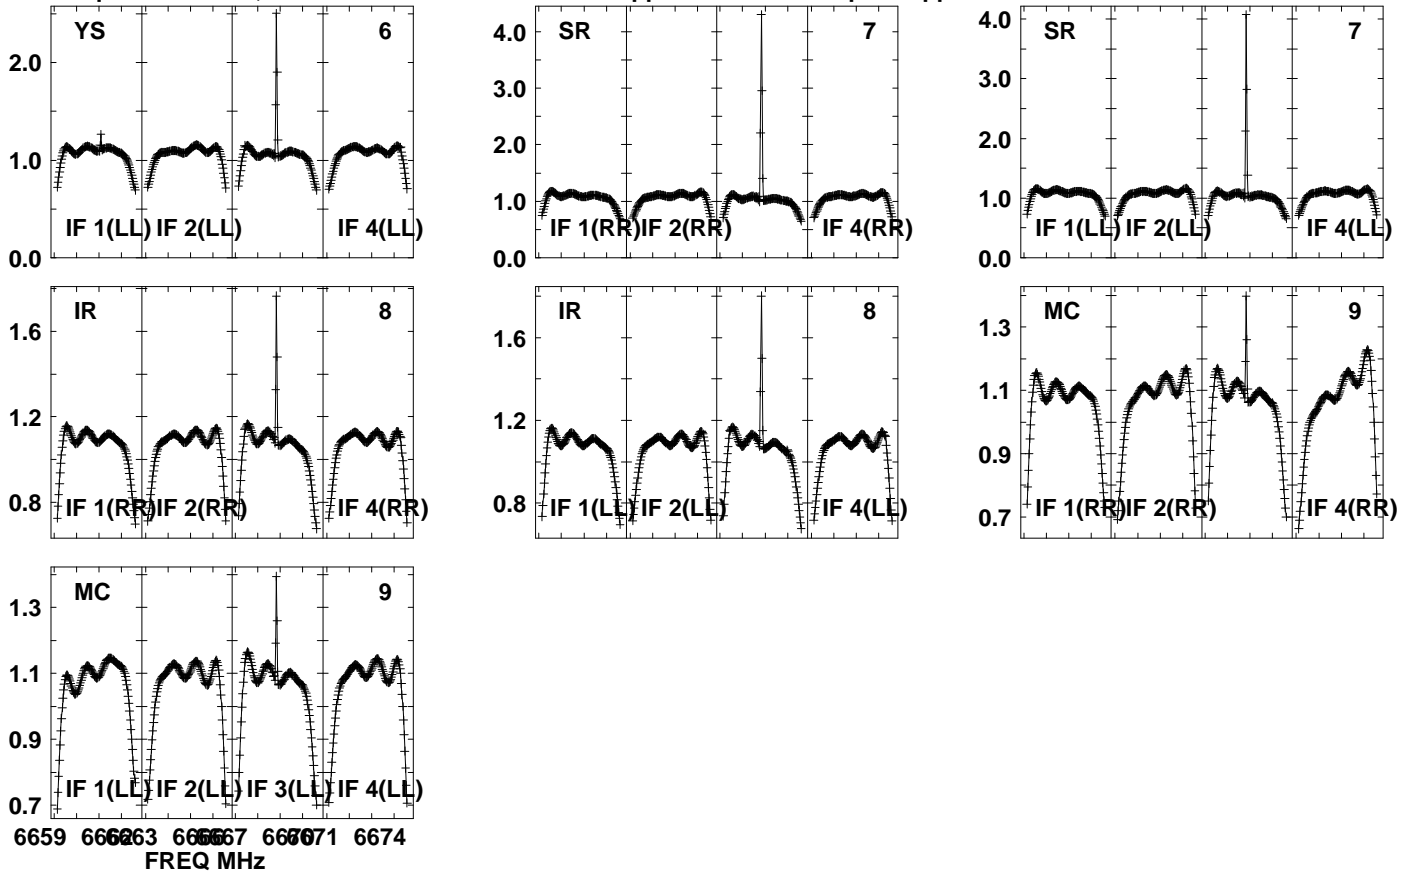 YS 6
2.0
1.0
0.0
IF 1(LL) IF 2(LL) IF 4(LL)
SR 7
4.0
3.0
2.0
1.0
0.0
IF 1(RR) IF 2(RR) IF 4(RR)
SR 7
4.0
3.0
2.0
1.0
0.0
IF 1(LL) IF 2(LL) IF 4(LL)
IR 8
1.6
1.2
0.8
IF 1(RR) IF 2(RR) IF 4(RR)
IR 8
1.6
1.2
0.8
IF 1(LL) IF 2(LL) IF 4(LL)
MC 9
1.3
1.1
0.9
0.7
IF 1(RR) IF 2(RR) IF 4(RR)
MC 9
1.3
1.1
0.9
0.7
IF 1(LL) IF 2(LL) IF 3(LL) IF 4(LL)
6659 6662 6663 6666 6667 6670 6671 6674
FREQ MHz